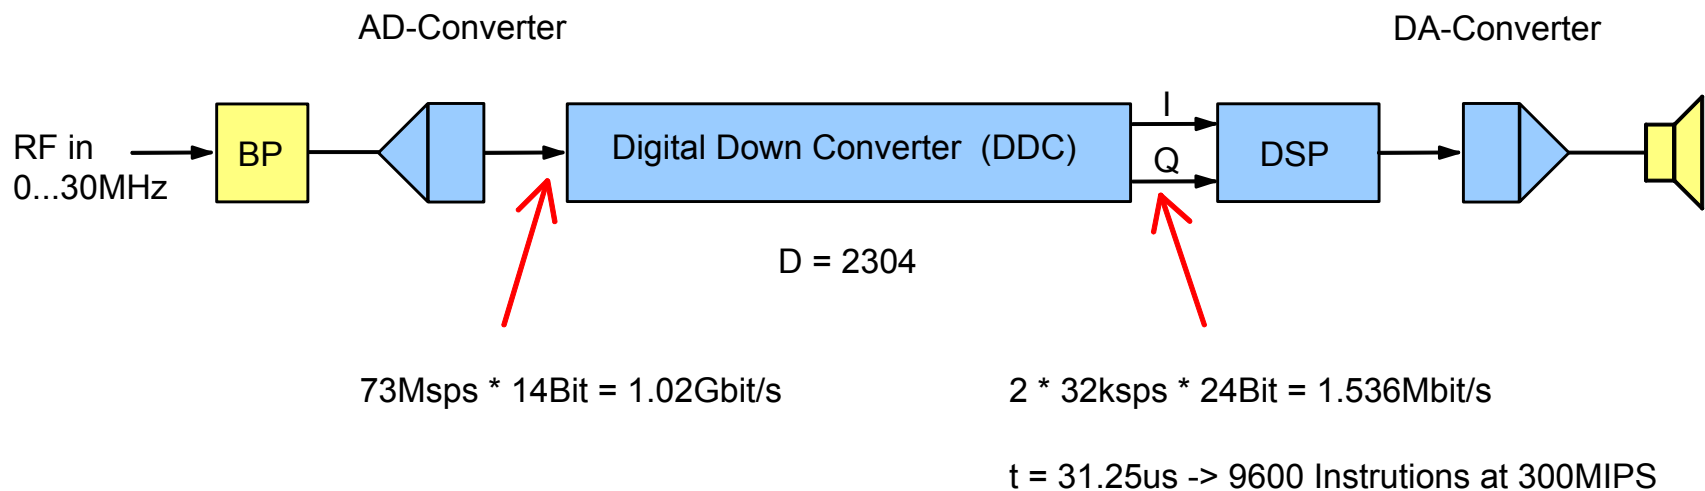 AD-Converter
DA-Converter
RF in
0...30MHz
BP
Digital Down Converter (DDC)
I
Q
DSP
D = 2304
73Msps * 14Bit = 1.02Gbit/s
2 * 32ksps * 24Bit = 1.536Mbit/s
t = 31.25us -> 9600 Instrutions at 300MIPS